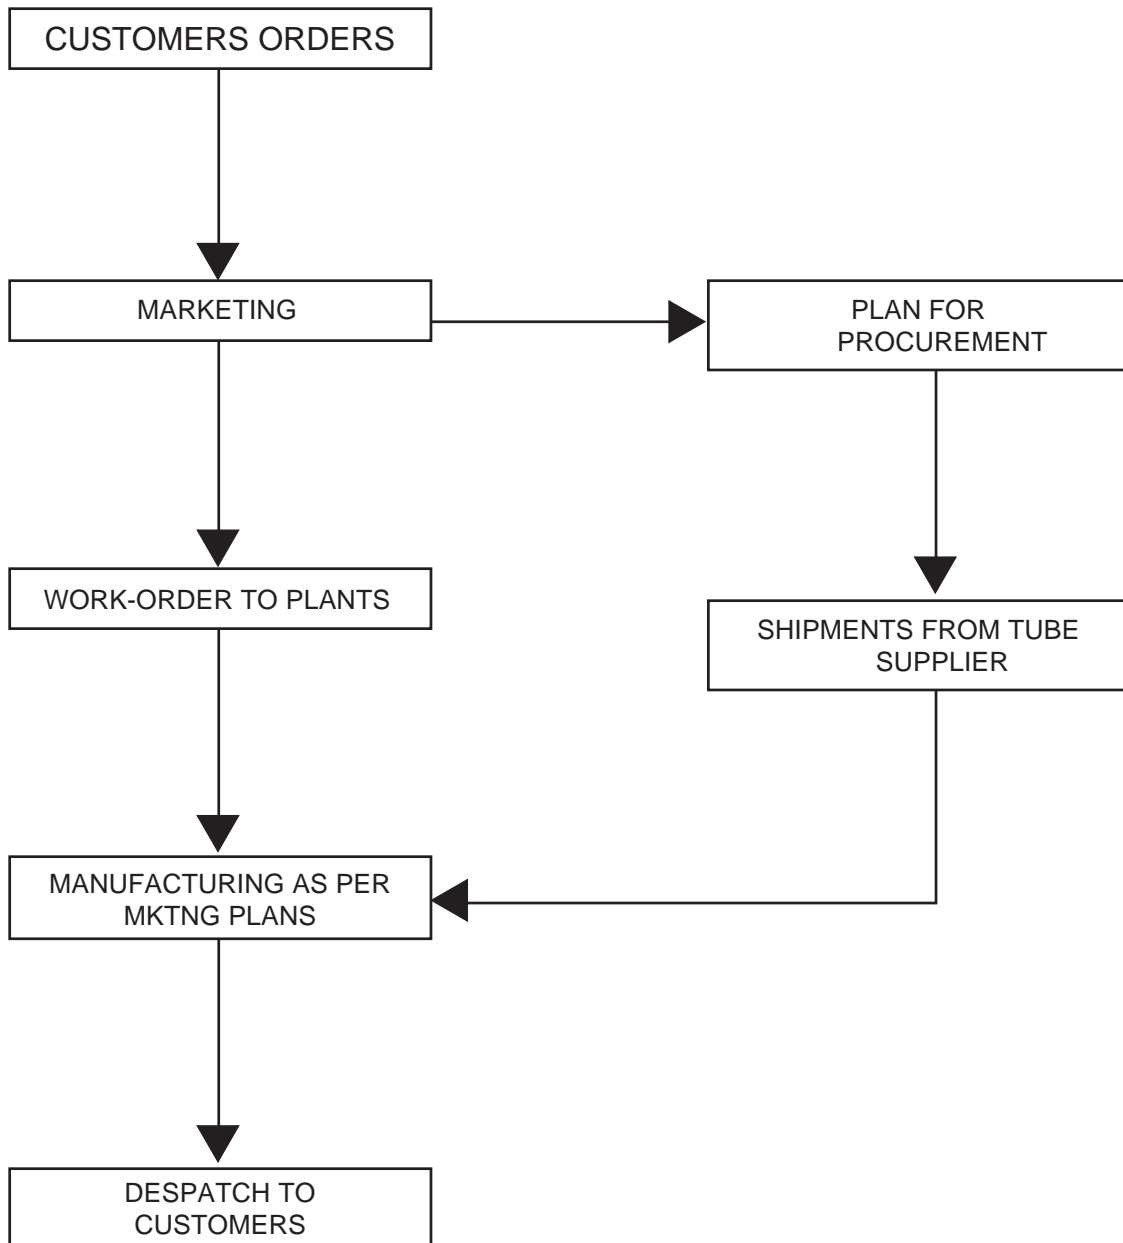 CUSTOMERS ORDERS
MARKETING
PLAN FOR
PROCUREMENT
WORK-ORDER TO PLANTS
SHIPMENTS FROM TUBE
SUPPLIER
MANUFACTURING AS PER
MKTNG PLANS
DESPATCH TO
CUSTOMERS